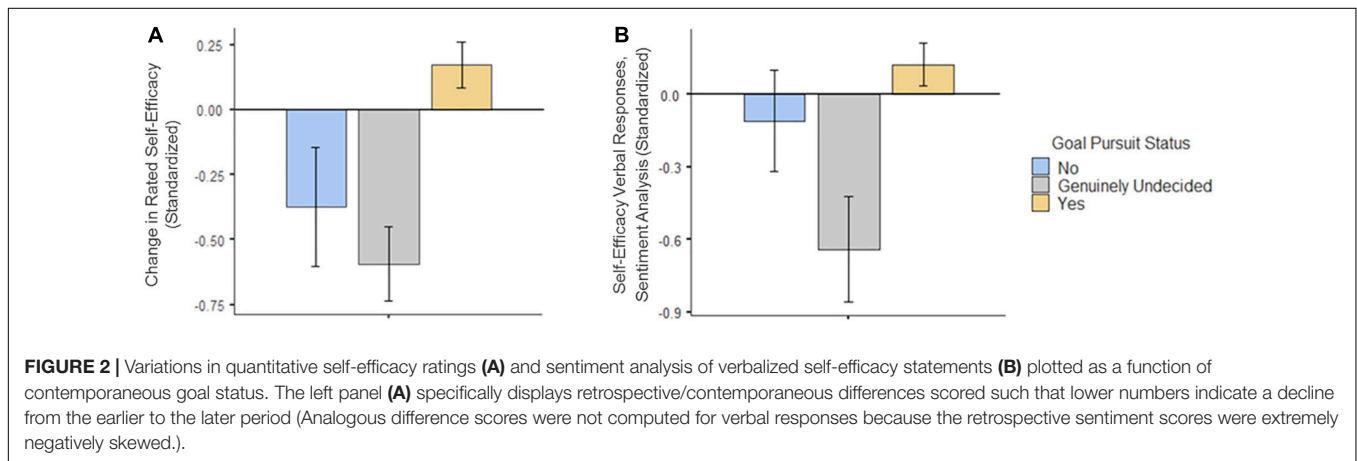 A
Change in Rated Self-Efficacy
(Standardized)
0.25
0.00
-0.25
-0.50
-0.75
B
Self-Efficacy Verbal Responses,
Sentiment Analysis (Standardized)
0.0
-0.3
-0.6
-0.9
Goal Pursuit Status
No
Genuinely Undecided
Yes
FIGURE 2 | Variations in quantitative self-efficacy ratings (A) and sentiment analysis of verbalized self-efficacy statements (B) plotted as a function of
contemporaneous goal status. The left panel (A) specifically displays retrospective/contemporaneous differences scored such that lower numbers indicate a decline
from the earlier to the later period (Analogous difference scores were not computed for verbal responses because the retrospective sentiment scores were extremely
negatively skewed.).